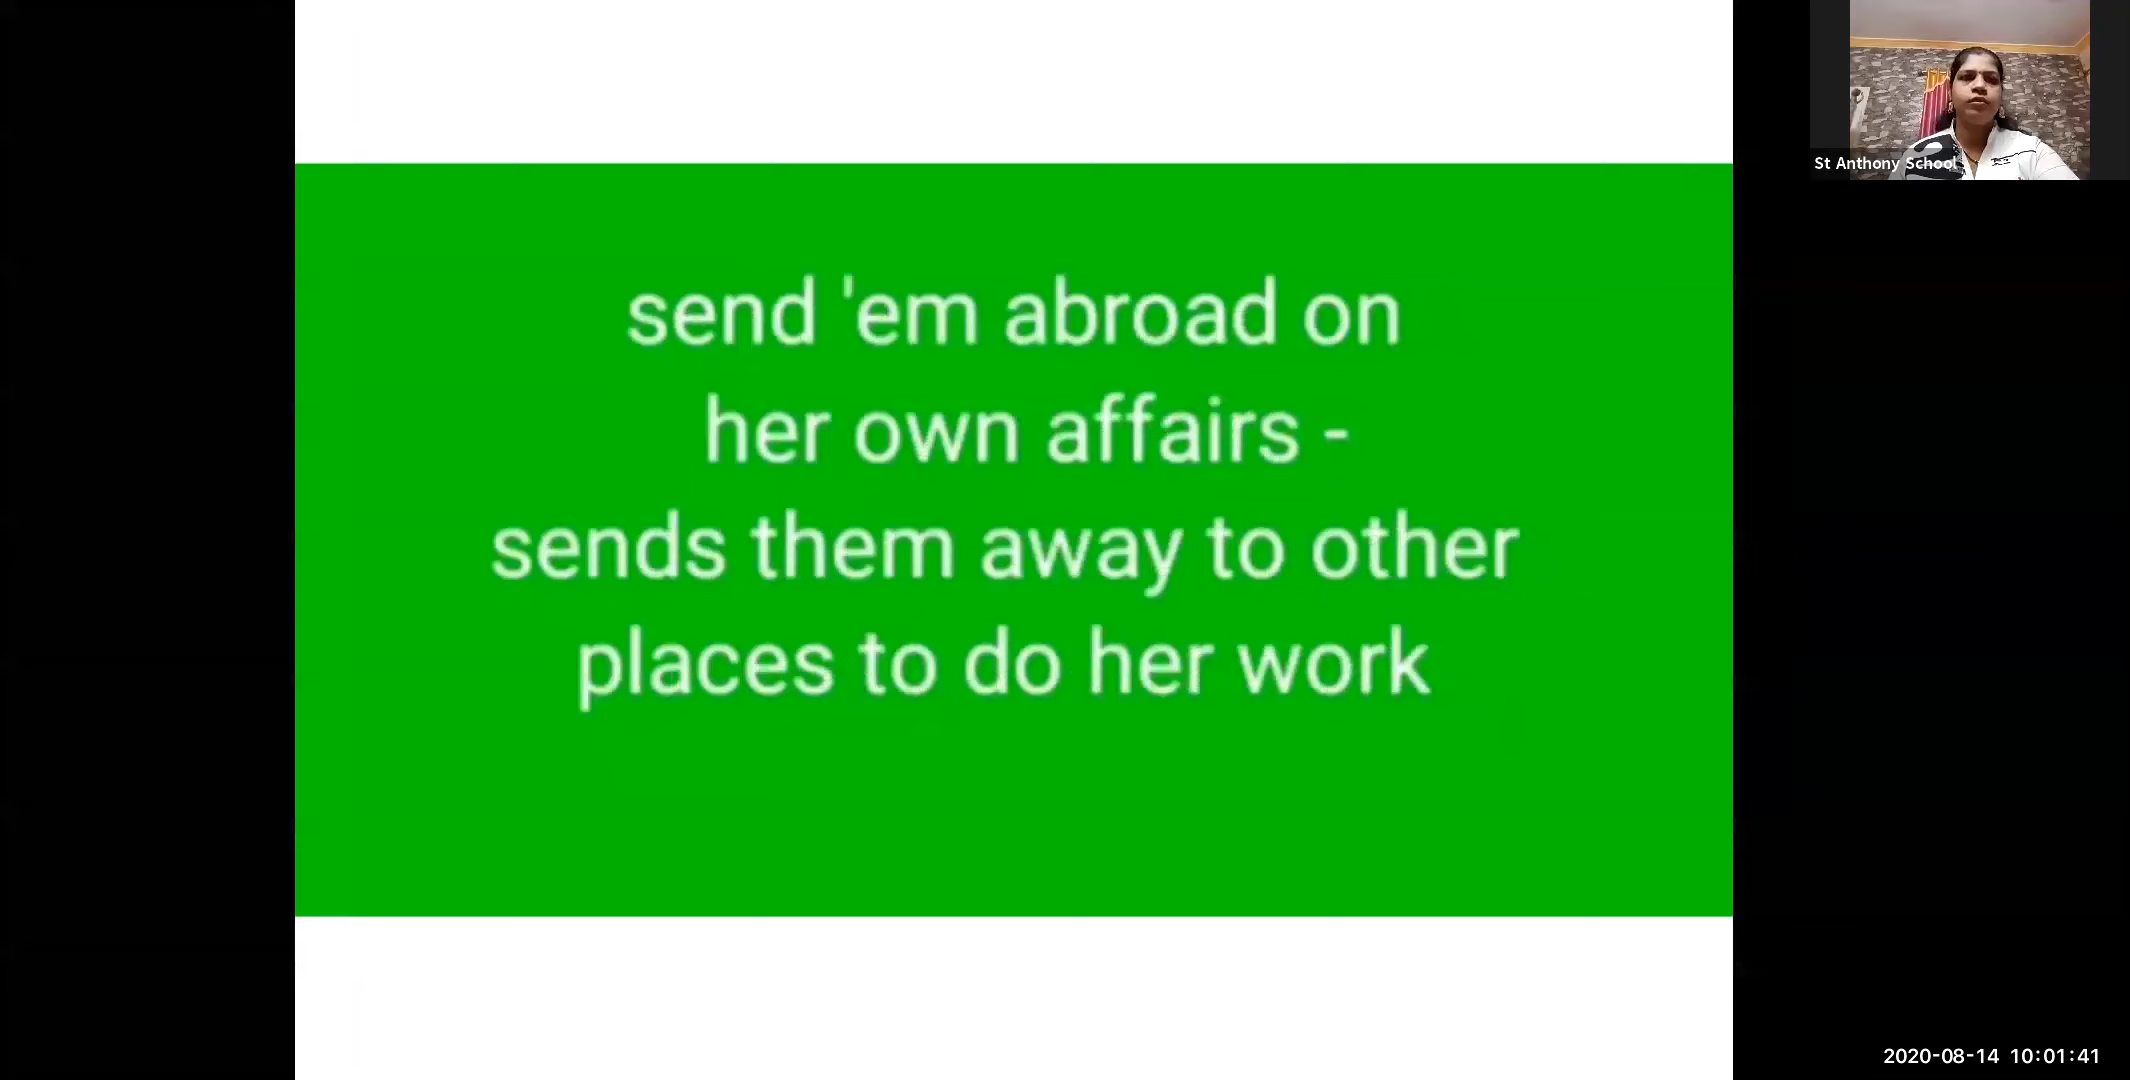 send 'em abroad on
her own affairs -
sends them away to other
places to do her work
St Anthony School
2020-08-14 10:01:41